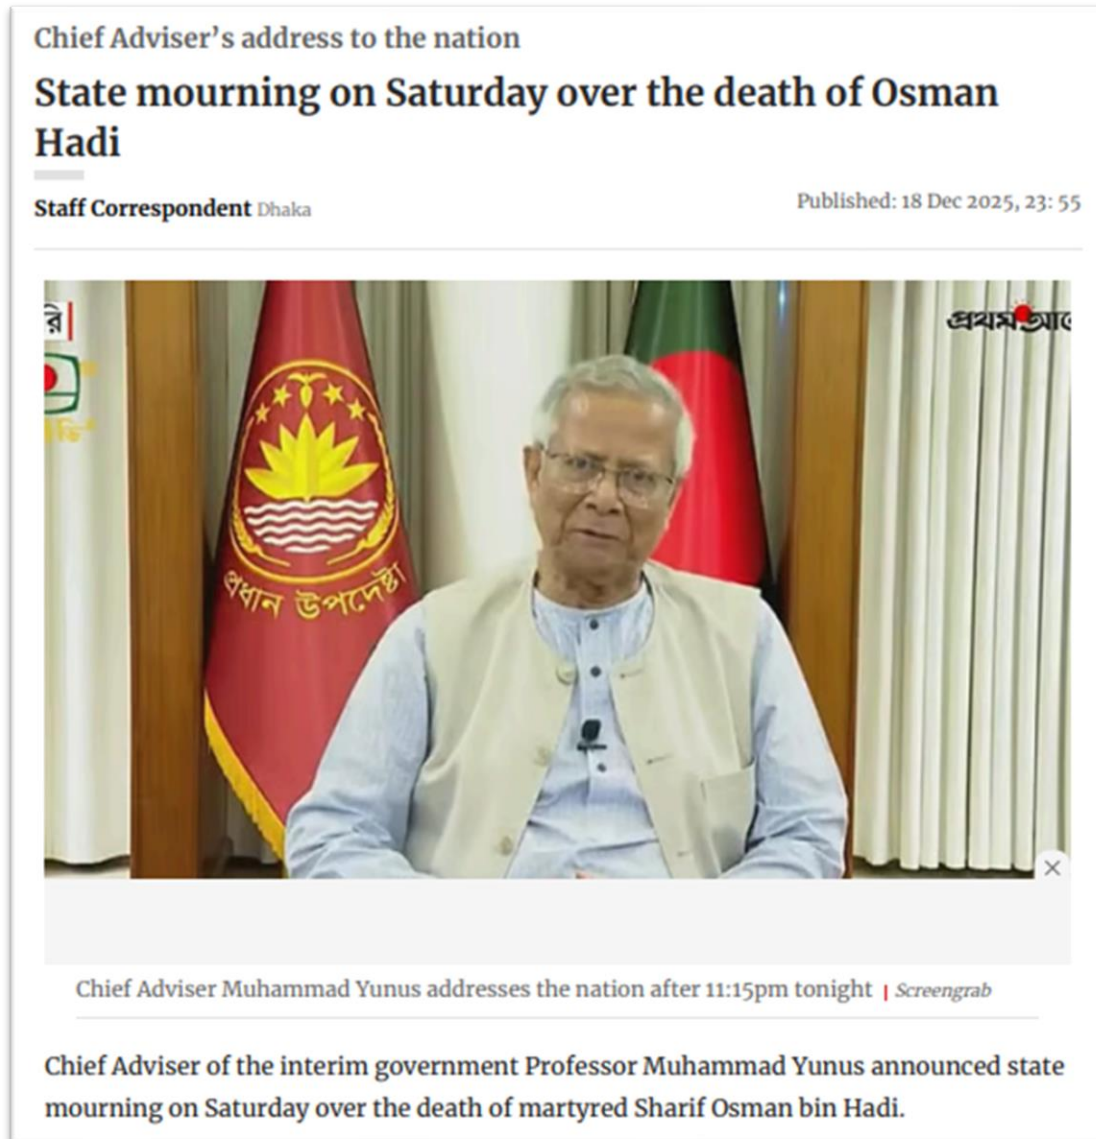 Chief Adviser’s address to the nation
State mourning on Saturday over the death of Osman
Hadi
Staff Correspondent Dhaka
Published: 18 Dec 2025, 23: 55
প্রথম আলো
প্রধান উপদেষ্টা
Chief Adviser Muhammad Yunus addresses the nation after 11:15pm tonight | Screengrab
Chief Adviser of the interim government Professor Muhammad Yunus announced state
mourning on Saturday over the death of martyred Sharif Osman bin Hadi.